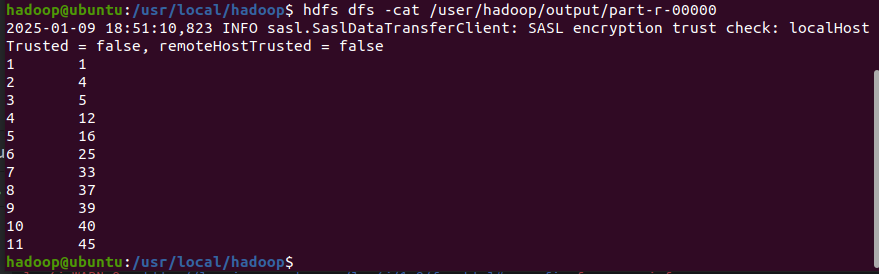 hadoop@ubuntu:/usr/local/hadoop$ hdfs dfs -cat /user/hadoop/output/part-r-00000
2025-01-09 18:51:10,823 INFO sasl.SaslDataTransferClient: SASL encryption trust check: localHost
Trusted = false, remoteHostTrusted = false
1 1
2 4
3 5
4 12
5 16
6 25
7 33
8 37
9 39
10 40
11 45
hadoop@ubuntu:/usr/local/hadoop$